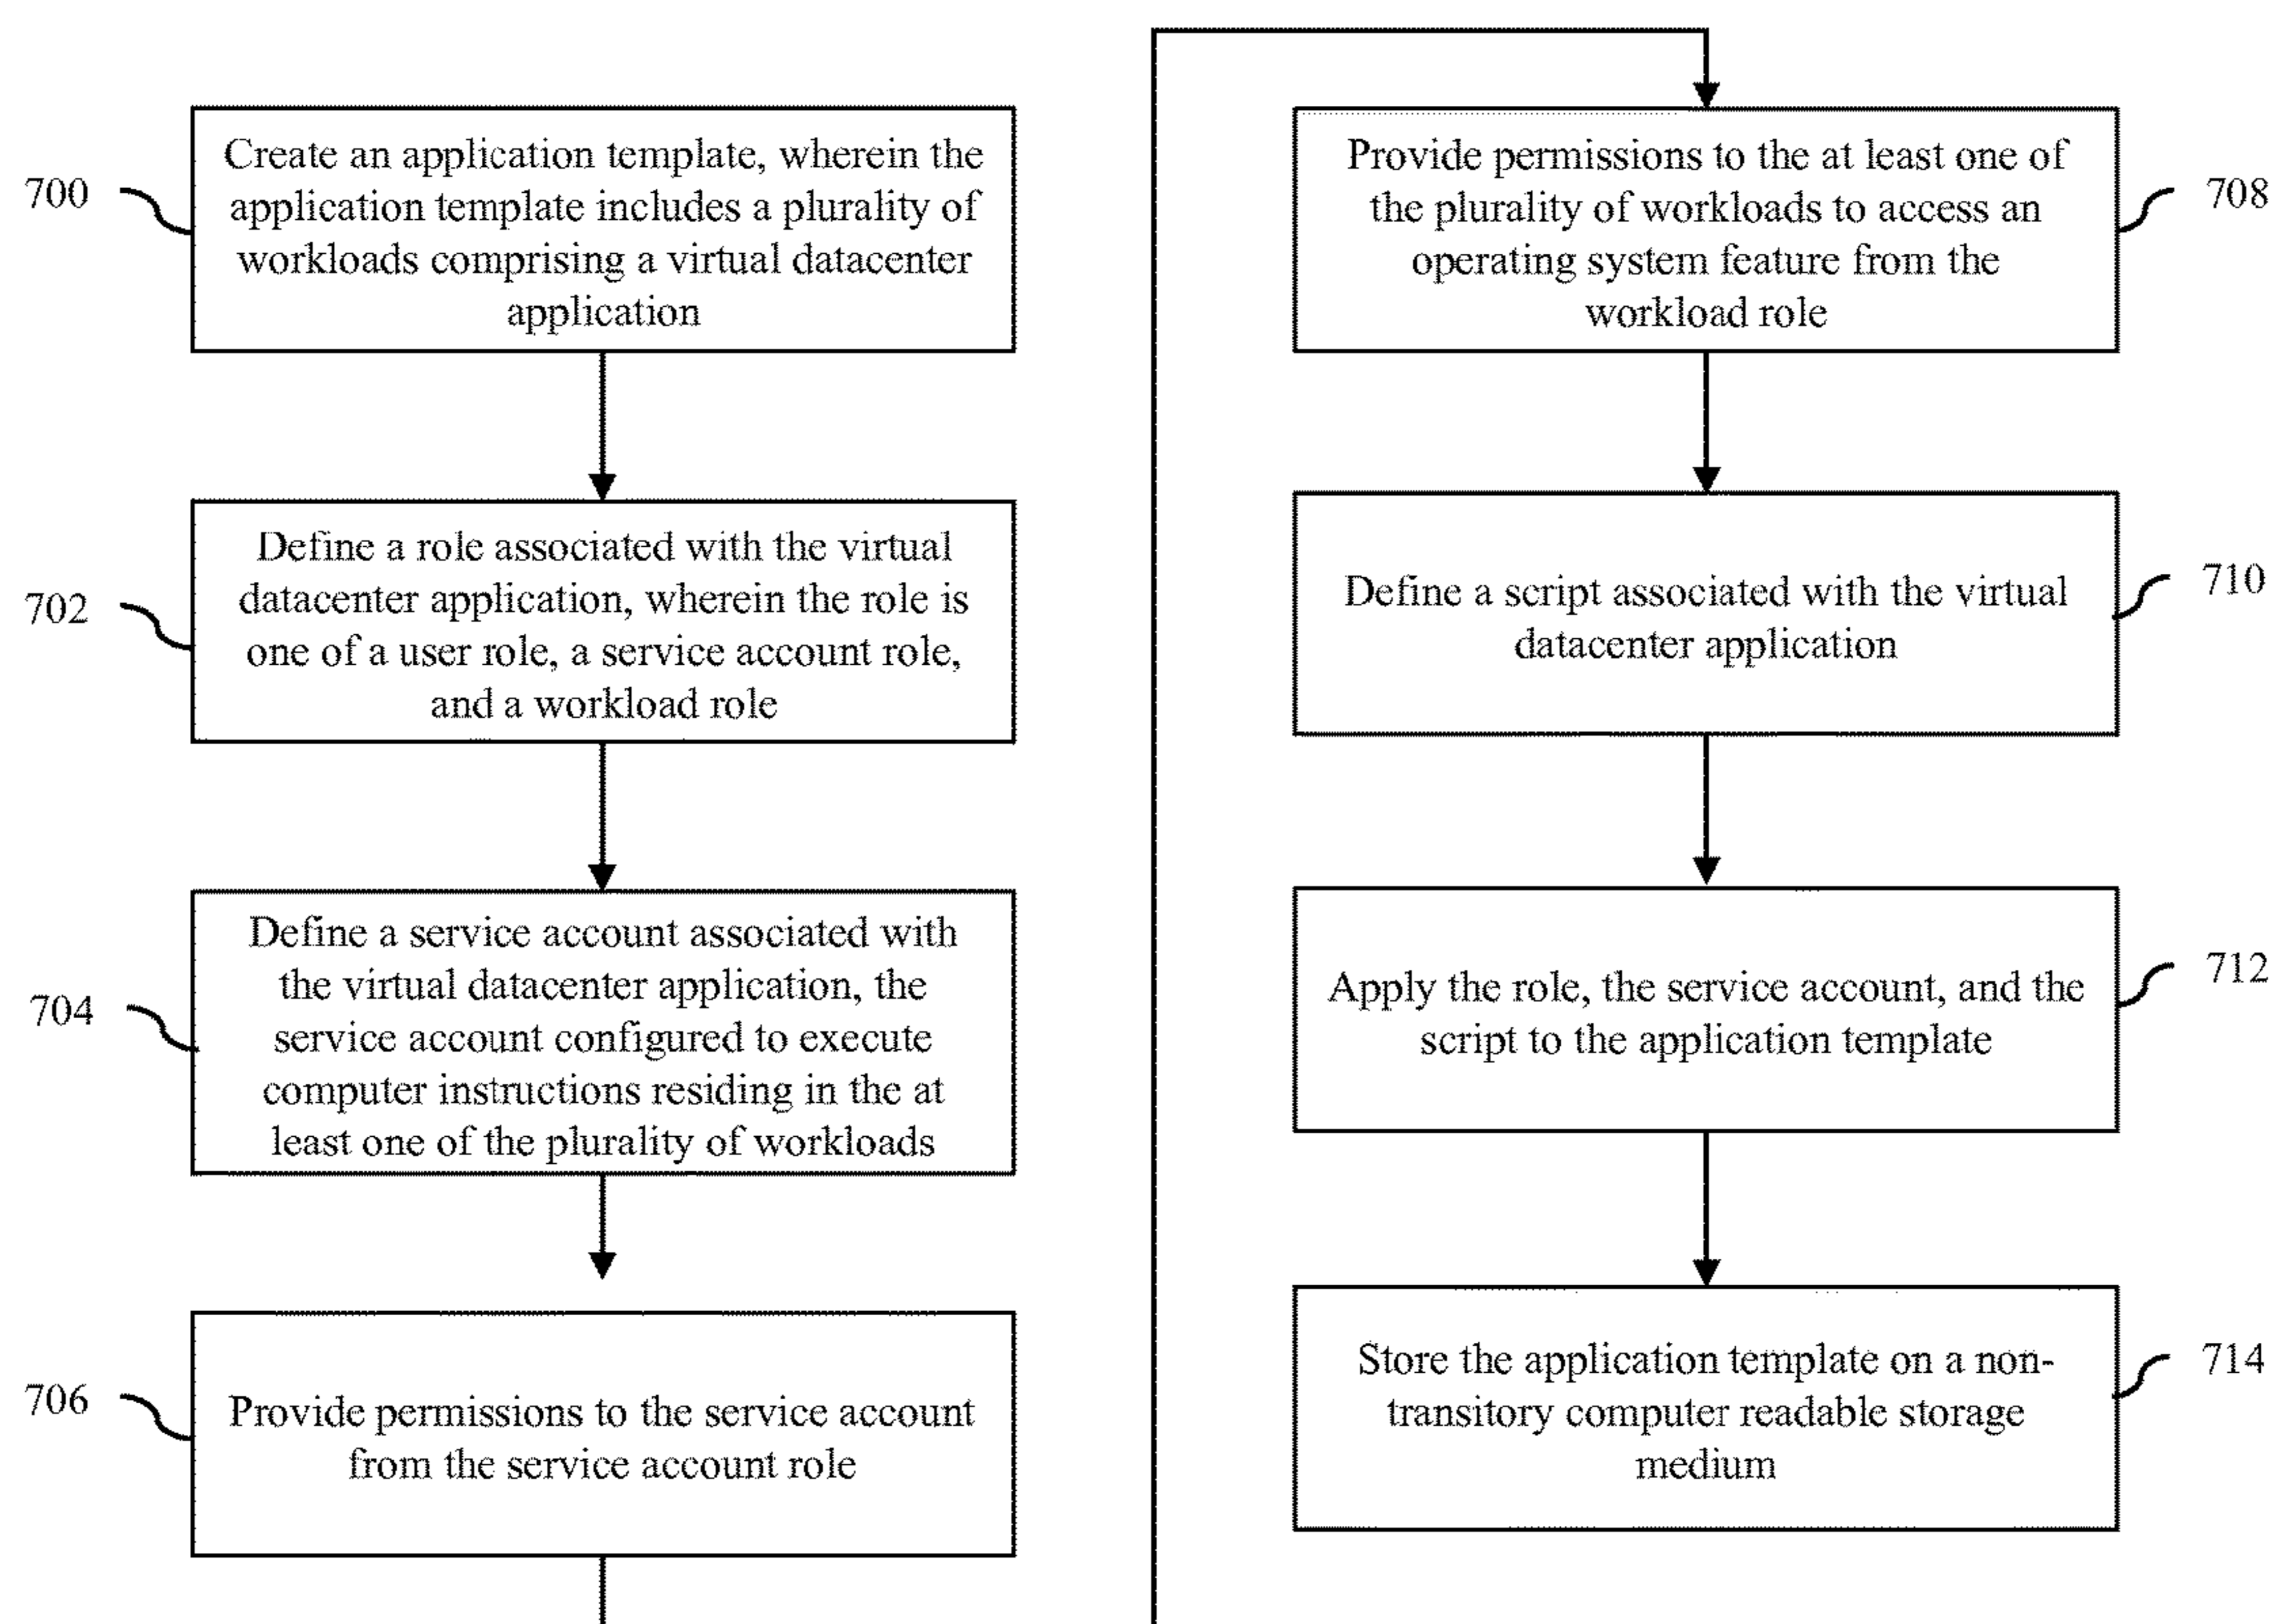 700
Create an application template, wherein the
application template includes a plurality of
workloads comprising a virtual datacenter
application
702
Define a role associated with the virtual
datacenter application, wherein the role is
one of a user role, a service account role,
and a workload role
704
Define a service account associated with
the virtual datacenter application, the
service account configured to execute
computer instructions residing in the at
least one of the plurality of workloads
706
Provide permissions to the service account
from the service account role
Provide permissions to the at least one of
the plurality of workloads to access an
operating system feature from the
workload role
708
Define a script associated with the virtual
datacenter application
710
Apply the role, the service account, and the
script to the application template
712
Store the application template on a non-
transitory computer readable storage
medium
714